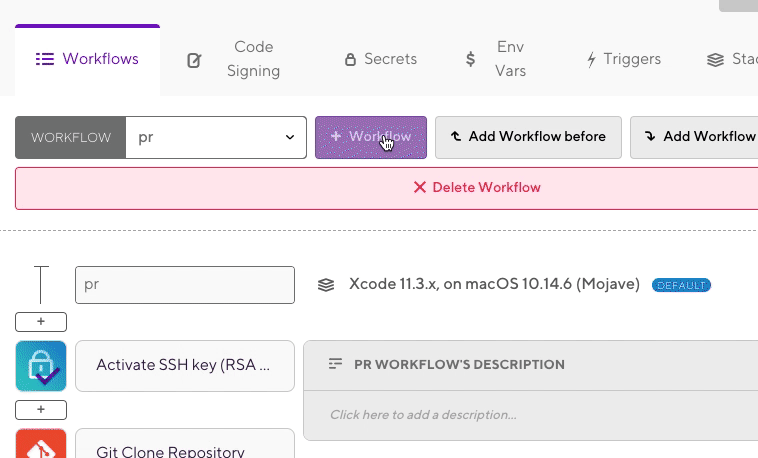 Workflows
Code
Signing
Secrets
Env
Vars
Triggers
WORKFLOW
pr
+ Workflow
Add Workflow before
Add Workflow
Delete Workflow
pr
Xcode 11.3.x, on macOS 10.14.6 (Mojave)
DEFAULT
+
Activate SSH key (RSA ...
PR WORKFLOW'S DESCRIPTION
Click here to add a description...
+
Git Clone Repository